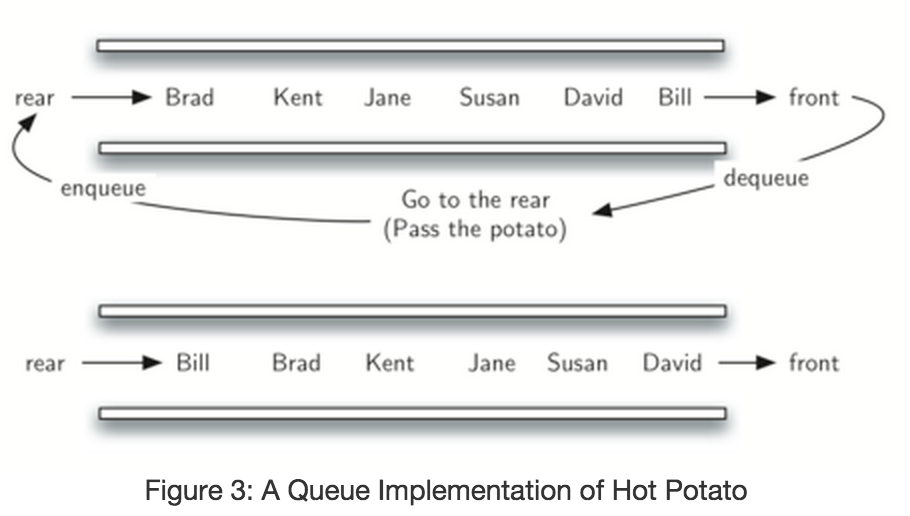 rear Brad Kent Jane Susan David Bill front
enqueue
dequeue
Go to the rear
(Pass the potato)
rear Bill Brad Kent Jane Susan David front
Figure 3: A Queue Implementation of Hot Potato